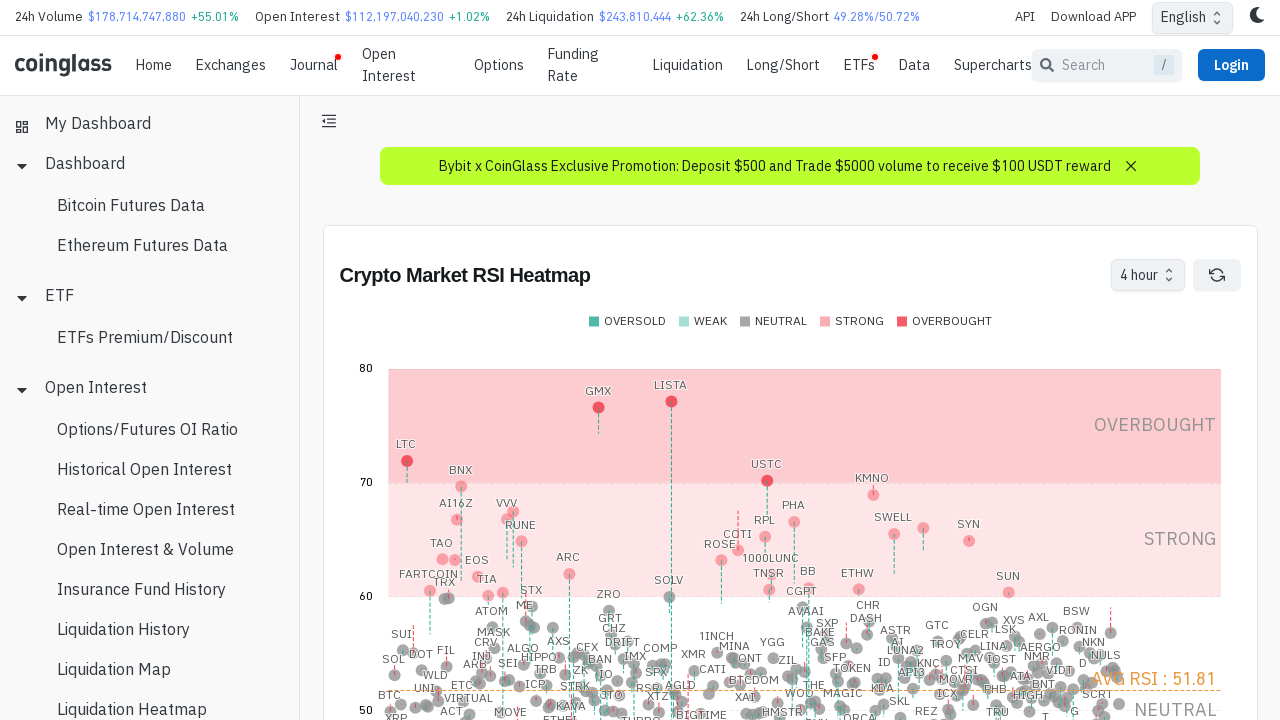 24h Volume $178,714,747,880 +55.01% Open Interest $112,197,040,230 +1.02% 24h Liquidation $243,810,444 +62.36% 24h Long/Short 49.28%/50.72% API Download APP English
coinglass Home Exchanges Journal Open Interest Options Funding Rate Liquidation Long/Short ETFs Data Supercharts Search / Login
My Dashboard
Dashboard
Bitcoin Futures Data
Ethereum Futures Data
ETF
ETFs Premium/Discount
Open Interest
Options/Futures OI Ratio
Historical Open Interest
Real-time Open Interest
Open Interest & Volume
Insurance Fund History
Liquidation History
Liquidation Map
Liquidation Heatmap
Bybit x CoinGlass Exclusive Promotion: Deposit $500 and Trade $5000 volume to receive $100 USDT reward
Crypto Market RSI Heatmap
4 hour
OVERSOLD WEAK NEUTRAL STRONG OVERBOUGHT
80
LISTA
GMX
OVERBOUGHT
LTC
USTC
BNX
KMNO
70
AI16Z VVV PHA
SWELL
RPL
RUNE SYN
COTI
STRONG
TAO ROSE
ARC EOS 1000LUNC
FARTCOIN TIA TNSR BB ETHW SUN
TRX SOLV
STX ZRO CGPT
60
ME CHR OGN
ATOM GRT AVAAI DASH XVS AXL BSW
SUI MASK CHZ SXP BAKE ASTR GTC CELR LSK RONIN
CRV AXS DRIFT 1INCH YGG GAS AI TROY LINA AERGO NKN
DOT FIL ALGO CFX COMP MINA LUNA2
SOL INJ HIPPO BAN IMX XMR ONT ZIL SFP ID KNC MAV IOST NMR D NULS
ARB SEI TRB ZK IO SPX CATI TOKEN API3 CTSI ATA VIDT
WLD AVG RSI : 51.81
UNI ETC ICP STRK RSR AGLD BTCDOM THE KDA MOVR PHB BNT
BTC VIRTUAL JTO XTZ XAI WOO MAGIC ICX HIGH SCRT
KAVA SKL
50 XRP ACT MOVE BIGTIME HMSTR ORCA REZ TRU T G NEUTRAL